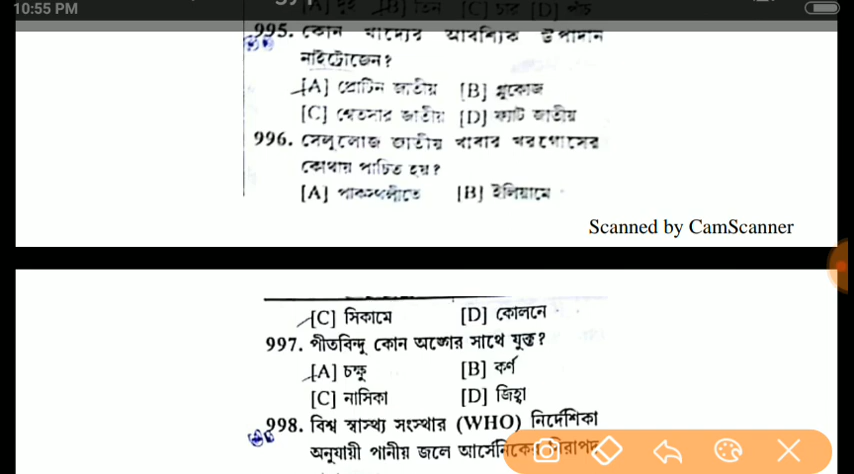 10:55 PM
[A] দুই [B] তিন [C] চার [D] পাঁচ
995. কোন খাদ্যের আবশ্যিক উপাদান
নাইট্রোজেন?
[A] প্রোটিন জাতীয় [B] গ্লুকোজ
[C] শ্বেতসার জাতীয় [D] ফ্যাট জাতীয়
996. সেলুলোজ জাতীয় খাবার খরগোসের
কোথায় পাচিত হয়?
[A] পাকস্থলীতে [B] ইলিয়ামে
Scanned by CamScanner
[C] সিকামে [D] কোলনে
997. পীতবিন্দু কোন অঙ্গের সাথে যুক্ত?
[A] চক্ষু [B] কর্ণ
[C] নাসিকা [D] জিহ্বা
998. বিশ্ব স্বাস্থ্য সংস্থার (WHO) নির্দেশিকা
অনুযায়ী পানীয় জলে আর্সেনিকের নিরাপদ